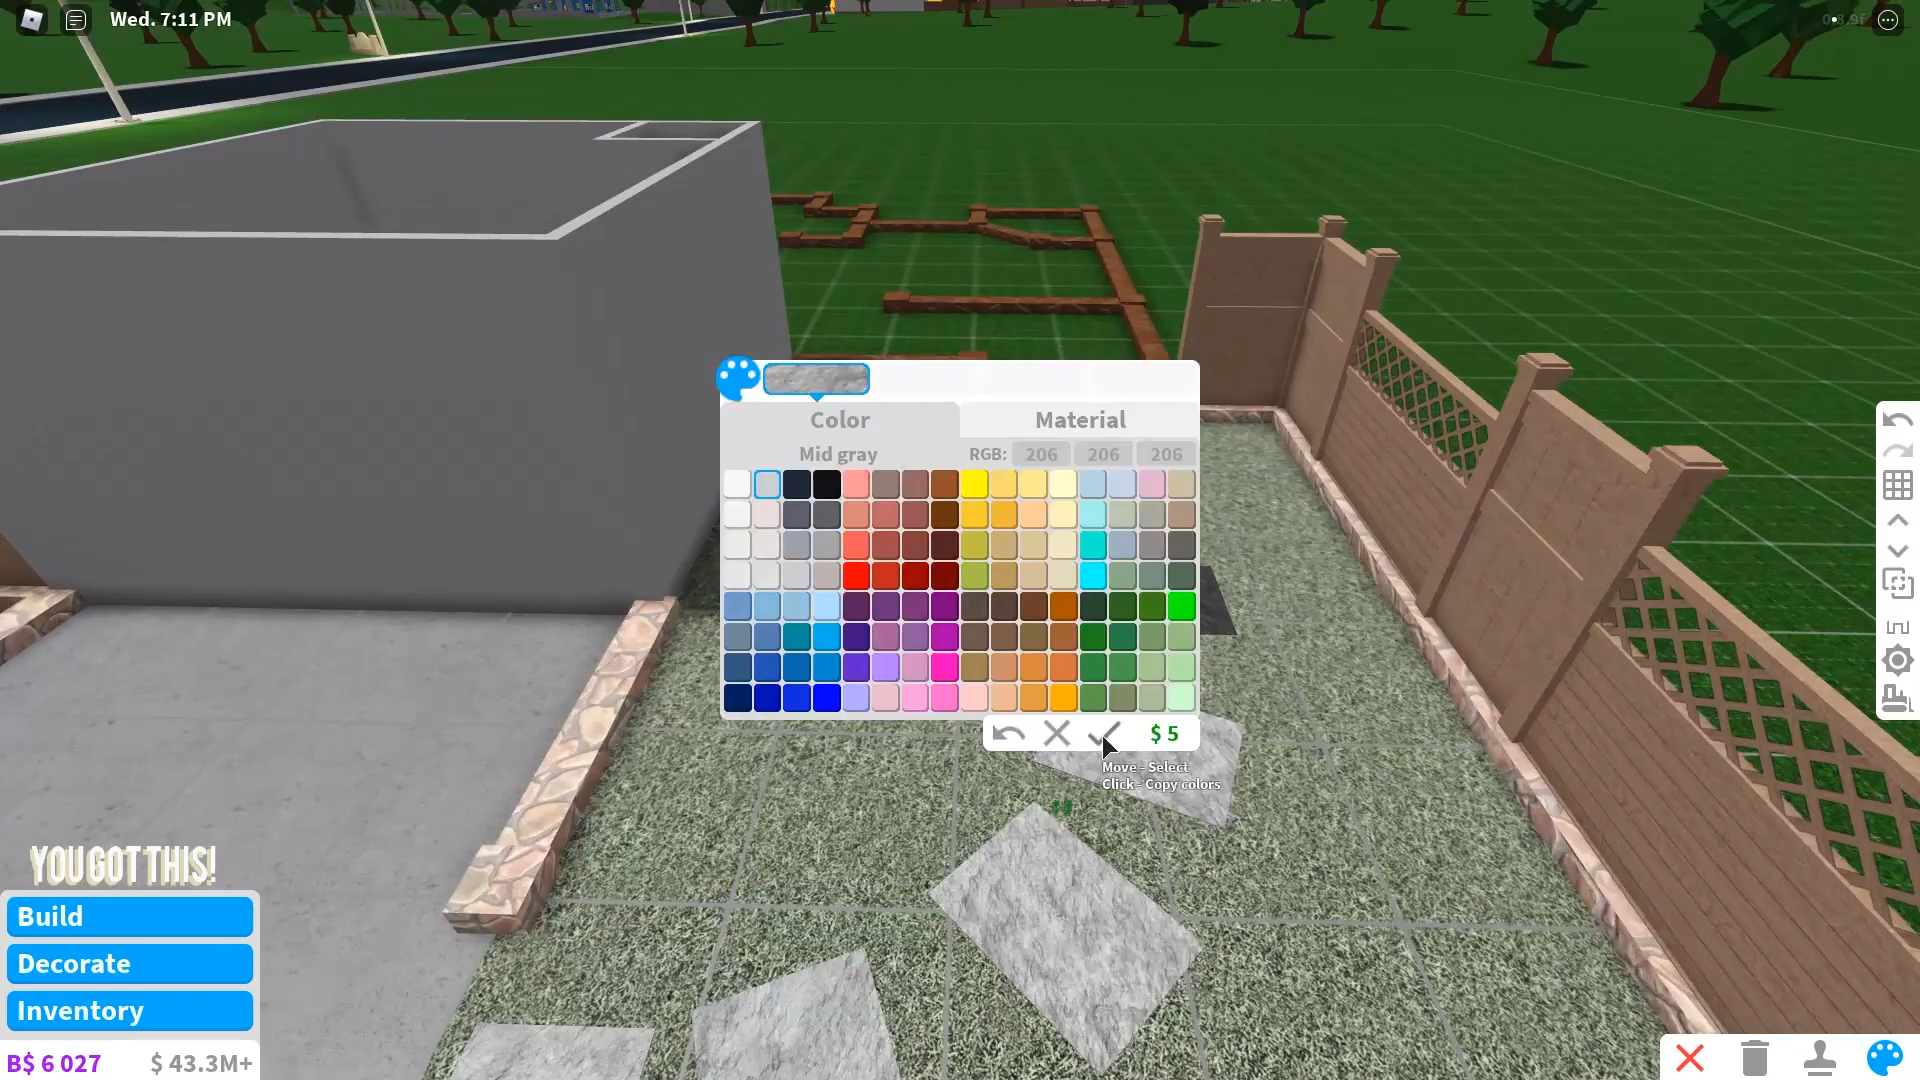 Wed. 7:11 PM
Color
Material
Mid gray
RGB: 206 206 206
$ 5
Move - Select
Click - Copy colors
YOU GOT THIS!
Build
Decorate
Inventory
B$ 6 027
$ 43.3M+